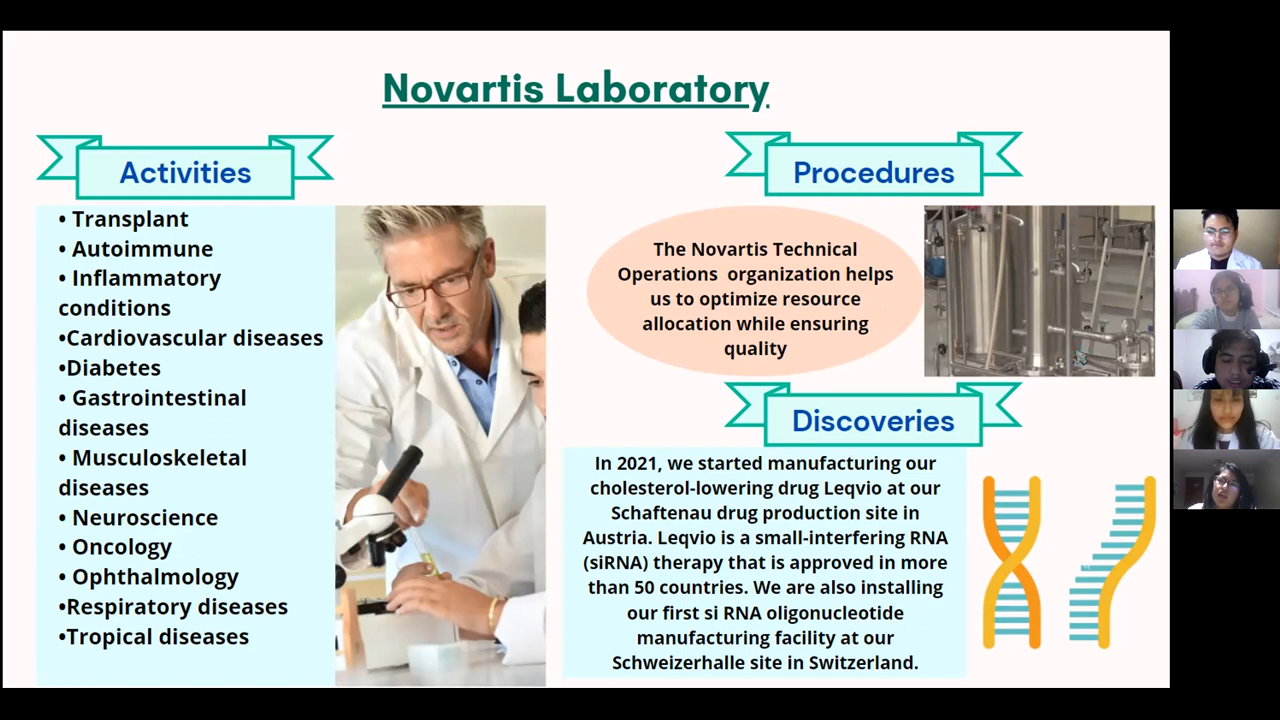 Novartis Laboratory
Activities
• Transplant
• Autoimmune
• Inflammatory
conditions
•Cardiovascular diseases
•Diabetes
• Gastrointestinal
diseases
• Musculoskeletal
diseases
• Neuroscience
• Oncology
• Ophthalmology
•Respiratory diseases
•Tropical diseases
Procedures
The Novartis Technical
Operations organization helps
us to optimize resource
allocation while ensuring
quality
Discoveries
In 2021, we started manufacturing our
cholesterol-lowering drug Leqvio at our
Schaftenau drug production site in
Austria. Leqvio is a small-interfering RNA
(siRNA) therapy that is approved in more
than 50 countries. We are also installing
our first si RNA oligonucleotide
manufacturing facility at our
Schweizerhalle site in Switzerland.